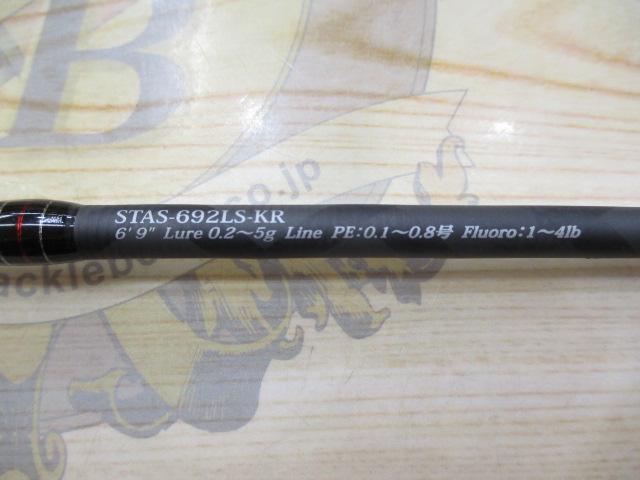 B
STAS-692LS-KR
6' 9" Lure 0.2～5g Line PE:0.1～0.8号 Fluoro:1～4lb